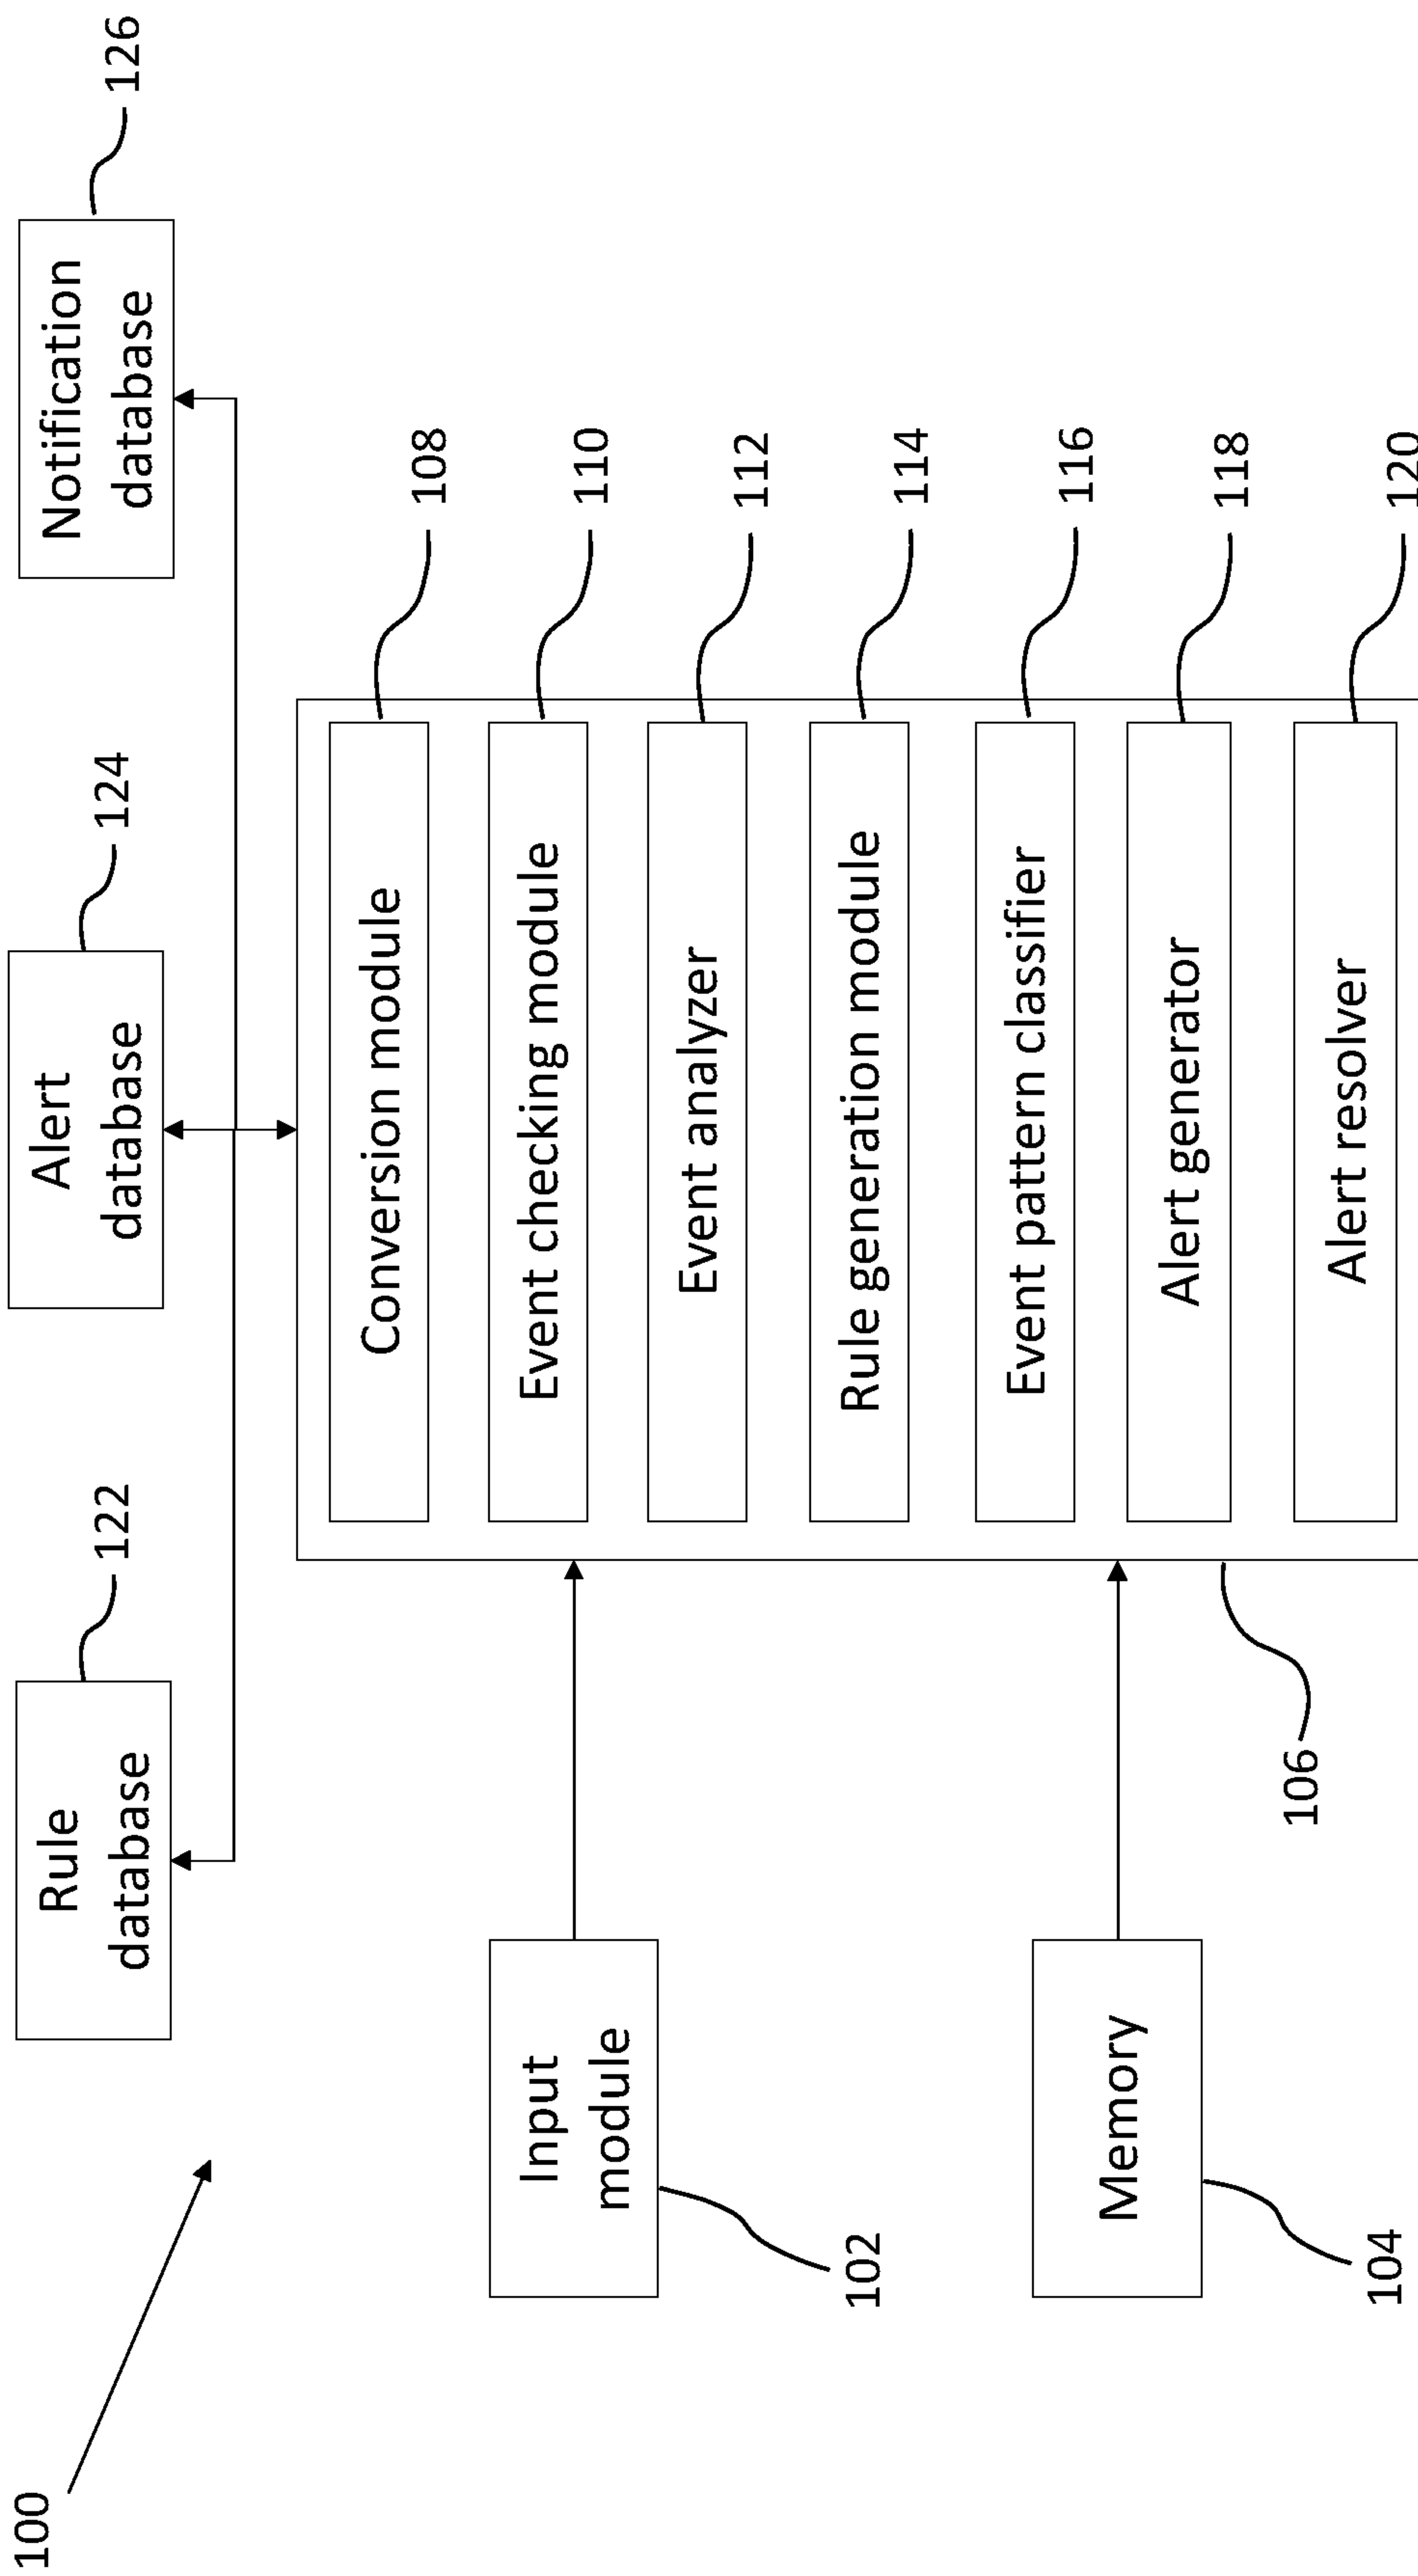 100
Rule
database
122
Alert
database
124
Notification
database
126
Input
module
102
Memory
104
106
Conversion module
108
Event checking module
110
Event analyzer
112
Rule generation module
114
Event pattern classifier
116
Alert generator
118
Alert resolver
120